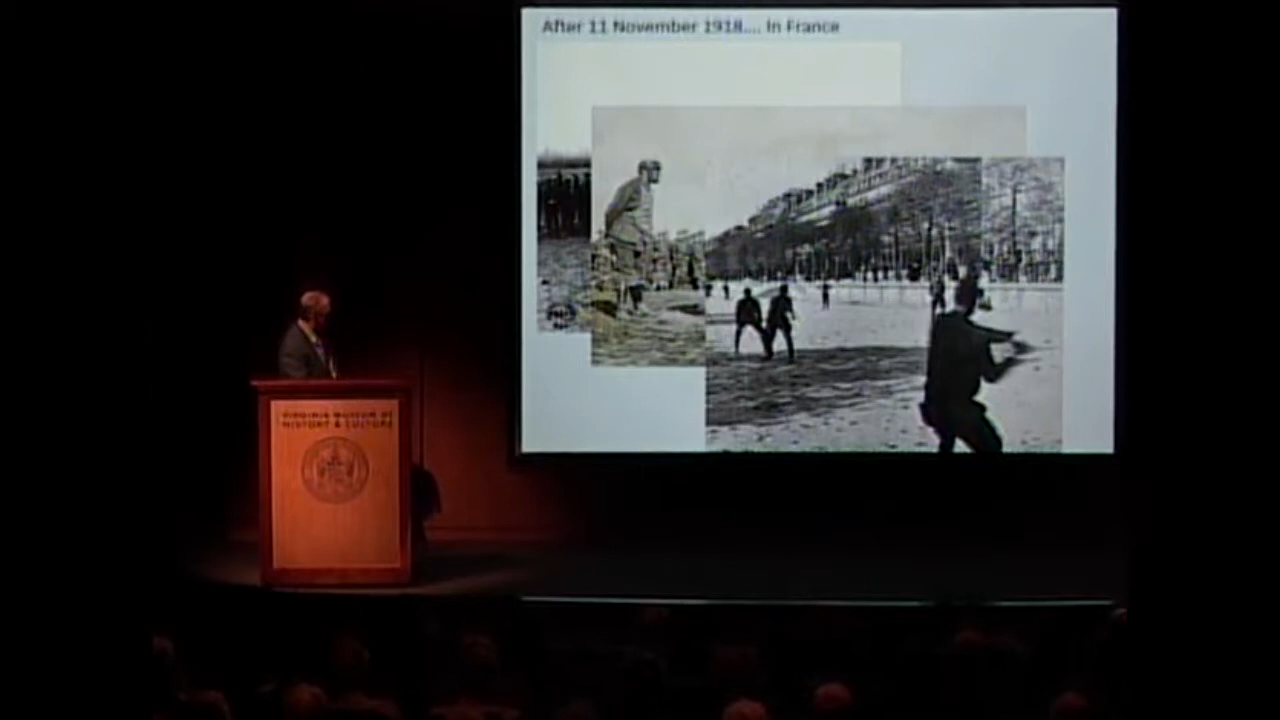 After 11 November 1918.... In France
VIRGINIA MUSEUM OF
HISTORY & CULTURE